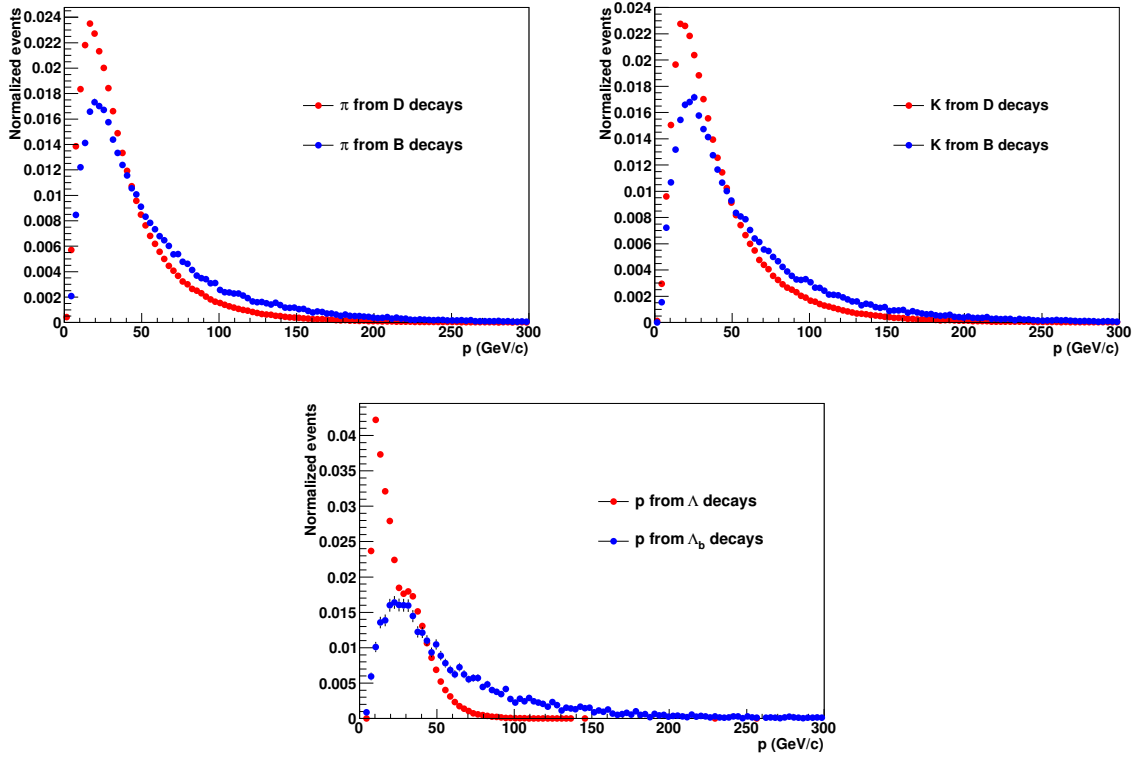 Normalized events
0.024
0.022
0.02
0.018
0.016
0.014
0.012
0.01
0.008
0.006
0.004
0.002
0
π from D decays
π from B decays
0 50 100 150 200 250 300
p (GeV/c)
Normalized events
0.024
0.022
0.02
0.018
0.016
0.014
0.012
0.01
0.008
0.006
0.004
0.002
0
K from D decays
K from B decays
0 50 100 150 200 250 300
p (GeV/c)
Normalized events
0.04
0.035
0.03
0.025
0.02
0.015
0.01
0.005
0
p from Λ decays
p from Λb decays
0 50 100 150 200 250 300
p (GeV/c)